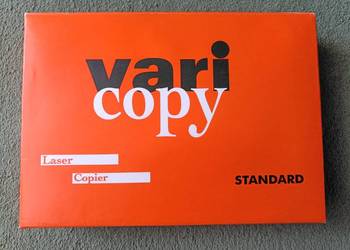 vari
copy
Laser
Copier
STANDARD